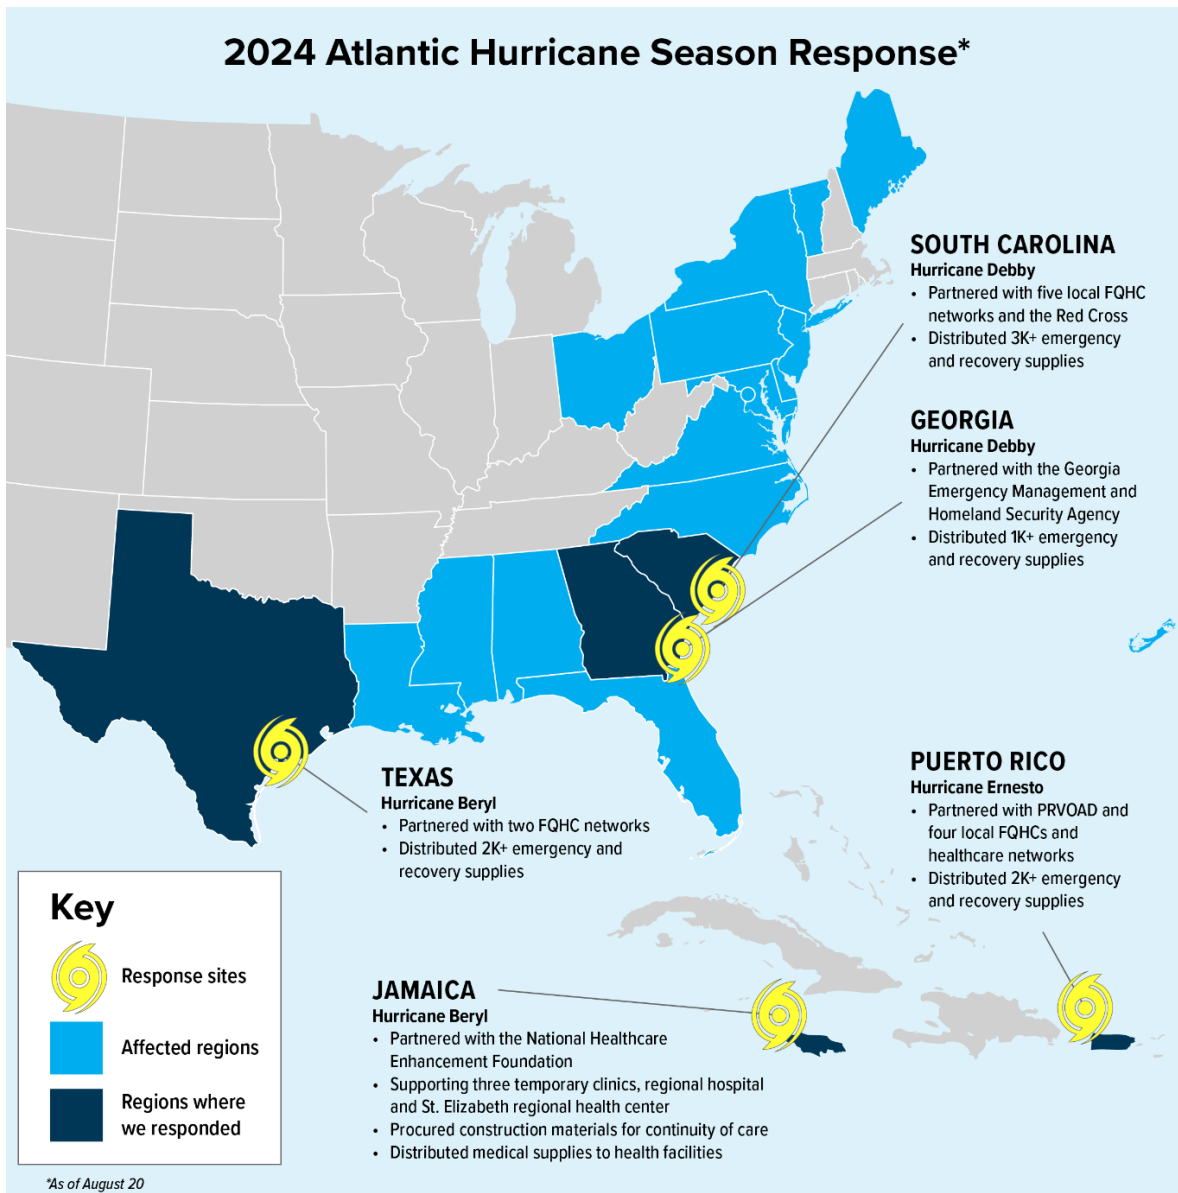 2024 Atlantic Hurricane Season Response*
SOUTH CAROLINA
Hurricane Debby
• Partnered with five local FQHC
networks and the Red Cross
• Distributed 3K+ emergency
and recovery supplies
GEORGIA
Hurricane Debby
• Partnered with the Georgia
Emergency Management and
Homeland Security Agency
• Distributed 1K+ emergency
and recovery supplies
TEXAS
Hurricane Beryl
• Partnered with two FQHC networks
• Distributed 2K+ emergency and
recovery supplies
PUERTO RICO
Hurricane Ernesto
• Partnered with PRVOAD and
four local FQHCs and
healthcare networks
• Distributed 2K+ emergency
and recovery supplies
JAMAICA
Hurricane Beryl
• Partnered with the National Healthcare
Enhancement Foundation
• Supporting three temporary clinics, regional hospital
and St. Elizabeth regional health center
• Procured construction materials for continuity of care
• Distributed medical supplies to health facilities
Key
Response sites
Affected regions
Regions where
we responded
*As of August 20